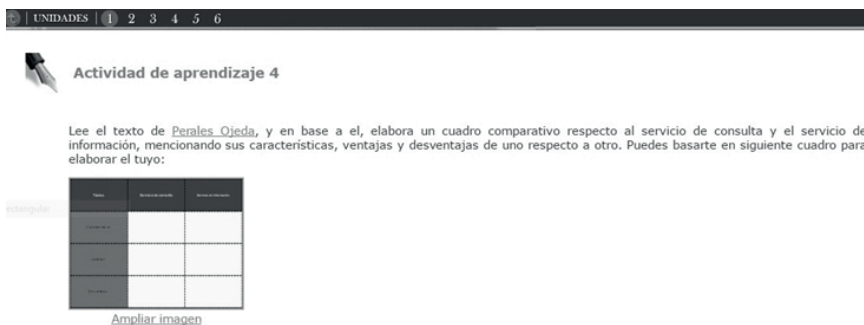 UNIDADES | 1 2 3 4 5 6
Actividad de aprendizaje 4
Lee el texto de Perales Ojeda, y en base a el, elabora un cuadro comparativo respecto al servicio de consulta y el servicio de
información, mencionando sus características, ventajas y desventajas de uno respecto a otro. Puedes basarte en siguiente cuadro para
elaborar el tuyo:
Ampliar imagen